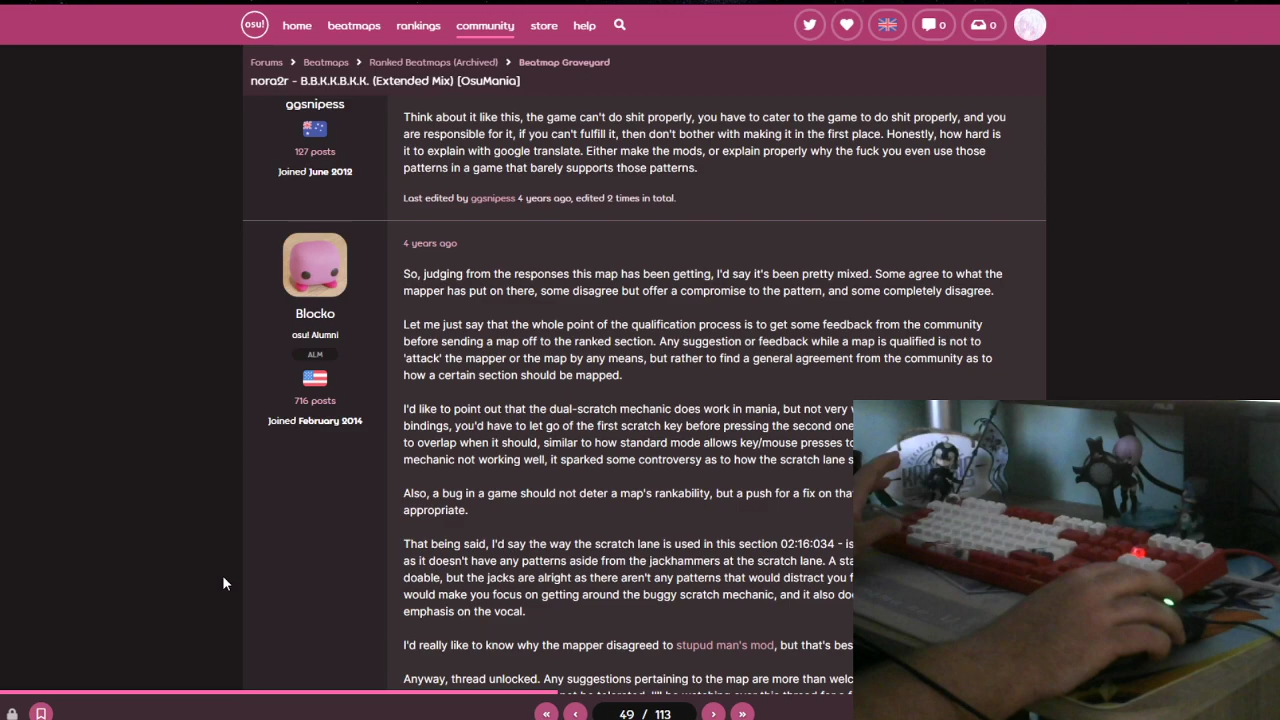 osu!
home
beatmaps
rankings
community
store
help
0
0
Forums
Beatmaps
Ranked Beatmaps (Archived)
Beatmap Graveyard
nora2r - B.B.K.K.B.K.K. (Extended Mix) [OsuMania]
ggsnipess
127 posts
Joined June 2012
Think about it like this, the game can't do shit properly, you have to cater to the game to do shit properly, and you
are responsible for it, if you can't fulfill it, then don't bother with making it in the first place. Honestly, how hard is
it to explain with google translate. Either make the mods, or explain properly why the fuck you even use those
patterns in a game that barely supports those patterns.
Last edited by ggsnipess 4 years ago, edited 2 times in total.
Blocko
osu! Alumni
ALM
716 posts
Joined February 2014
4 years ago
So, judging from the responses this map has been getting, I'd say it's been pretty mixed. Some agree to what the
mapper has put on there, some disagree but offer a compromise to the pattern, and some completely disagree.
Let me just say that the whole point of the qualification process is to get some feedback from the community
before sending a map off to the ranked section. Any suggestion or feedback while a map is qualified is not to
'attack' the mapper or the map by any means, but rather to find a general agreement from the community as to
how a certain section should be mapped.
I'd like to point out that the dual-scratch mechanic does work in mania, but not very
bindings, you'd have to let go of the first scratch key before pressing the second one
to overlap when it should, similar to how standard mode allows key/mouse presses to
mechanic not working well, it sparked some controversy as to how the scratch lane
Also, a bug in a game should not deter a map's rankability, but a push for a fix on
appropriate.
That being said, I'd say the way the scratch lane is used in this section 02:16:034 - is
as it doesn't have any patterns aside from the jackhammers at the scratch lane. A
doable, but the jacks are alright as there aren't any patterns that would distract you
would make you focus on getting around the buggy scratch mechanic, and it also
emphasis on the vocal.
I'd really like to know why the mapper disagreed to stupud man's mod, but that's
Anyway, thread unlocked. Any suggestions pertaining to the map are more than
49 / 113